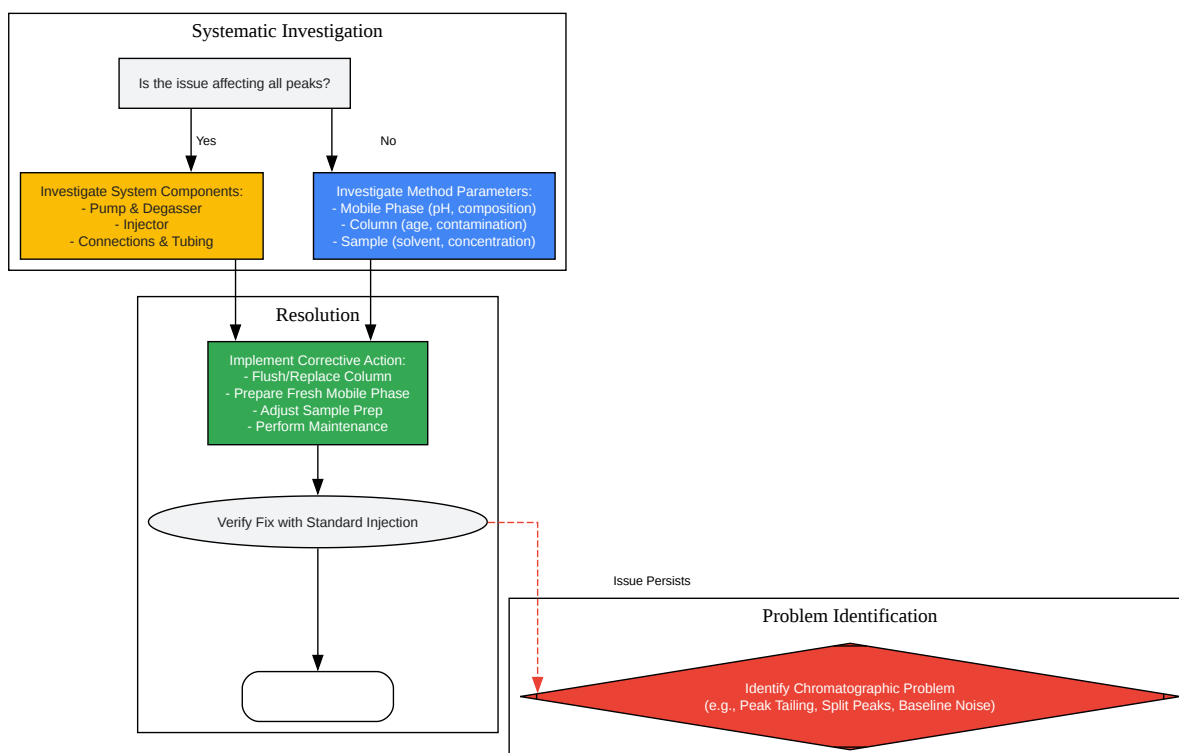 Systematic Investigation
Is the issue affecting all peaks?
Yes
No
Investigate System Components:
- Pump & Degasser
- Injector
- Connections & Tubing
Investigate Method Parameters:
- Mobile Phase (pH, composition)
- Column (age, contamination)
- Sample (solvent, concentration)
Resolution
Implement Corrective Action:
- Flush/Replace Column
- Prepare Fresh Mobile Phase
- Adjust Sample Prep
- Perform Maintenance
Verify Fix with Standard Injection
Issue Persists
Problem Identification
Identify Chromatographic Problem
(e.g., Peak Tailing, Split Peaks, Baseline Noise)